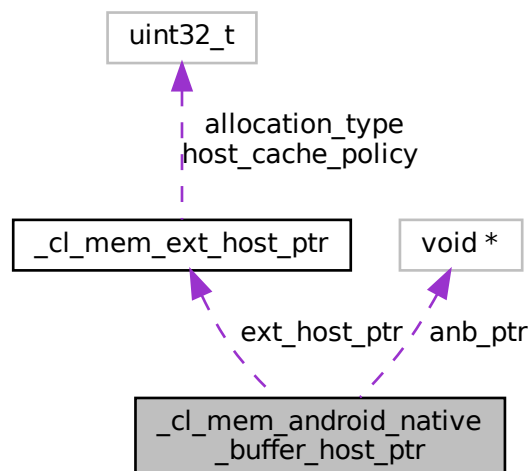 uint32_t
allocation_type
host_cache_policy
_cl_mem_ext_host_ptr
void *
ext_host_ptr
anb_ptr
_cl_mem_android_native
_buffer_host_ptr